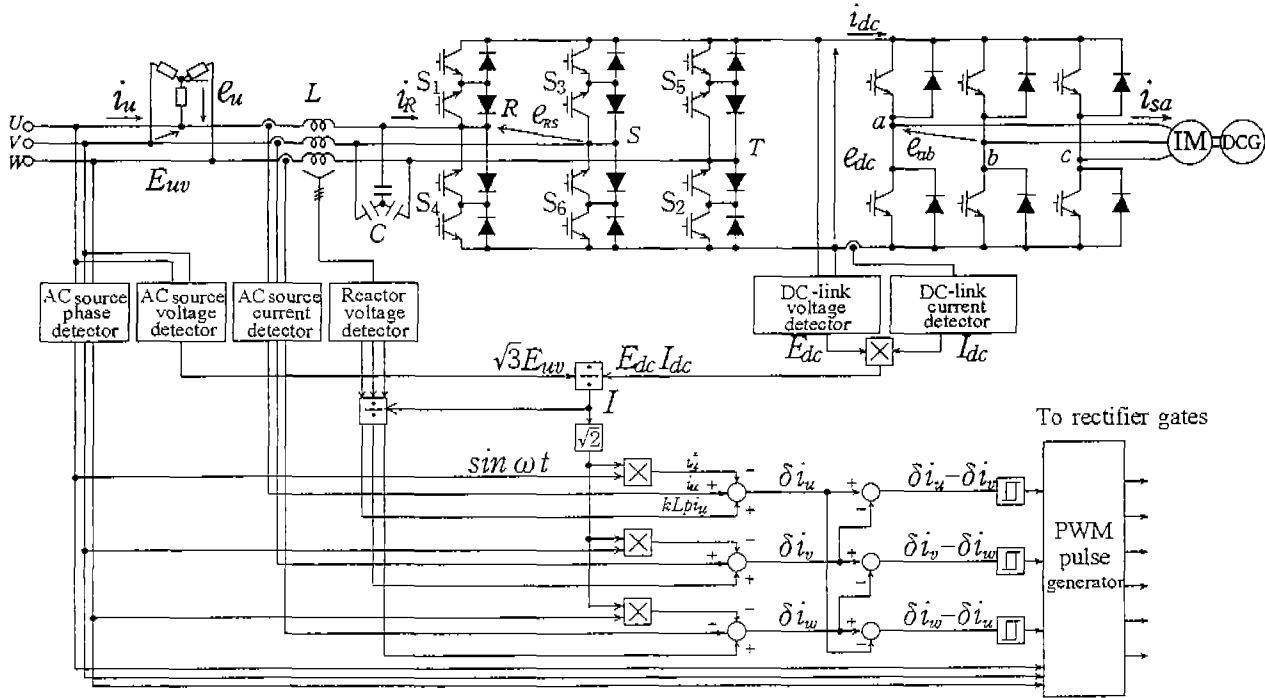 i_dc
i_u
e_u
L
i_R
S1
S3
S5
R
e_RS
S
T
U
V
W
E_uv
C
S4
S6
S2
e_dc
a
e_ab
b
c
i_sa
IM
DCG
AC source
phase
detector
AC source
voltage
detector
AC source
current
detector
Reactor
voltage
detector
DC-link
voltage
detector
DC-link
current
detector
E_dc
×
I_dc
√3E_uv
÷
E_dc I_dc
÷
I
√2
To rectifier gates
sin ωt
×
i_u*
−
i_u
+
kLpi_u
+
δi_u
+
−
δi_u−δi_v
×
−
+
+
δi_v
+
−
δi_v−δi_w
PWM
pulse
generator
×
−
-
+
δi_w
+
−
δi_w−δi_u